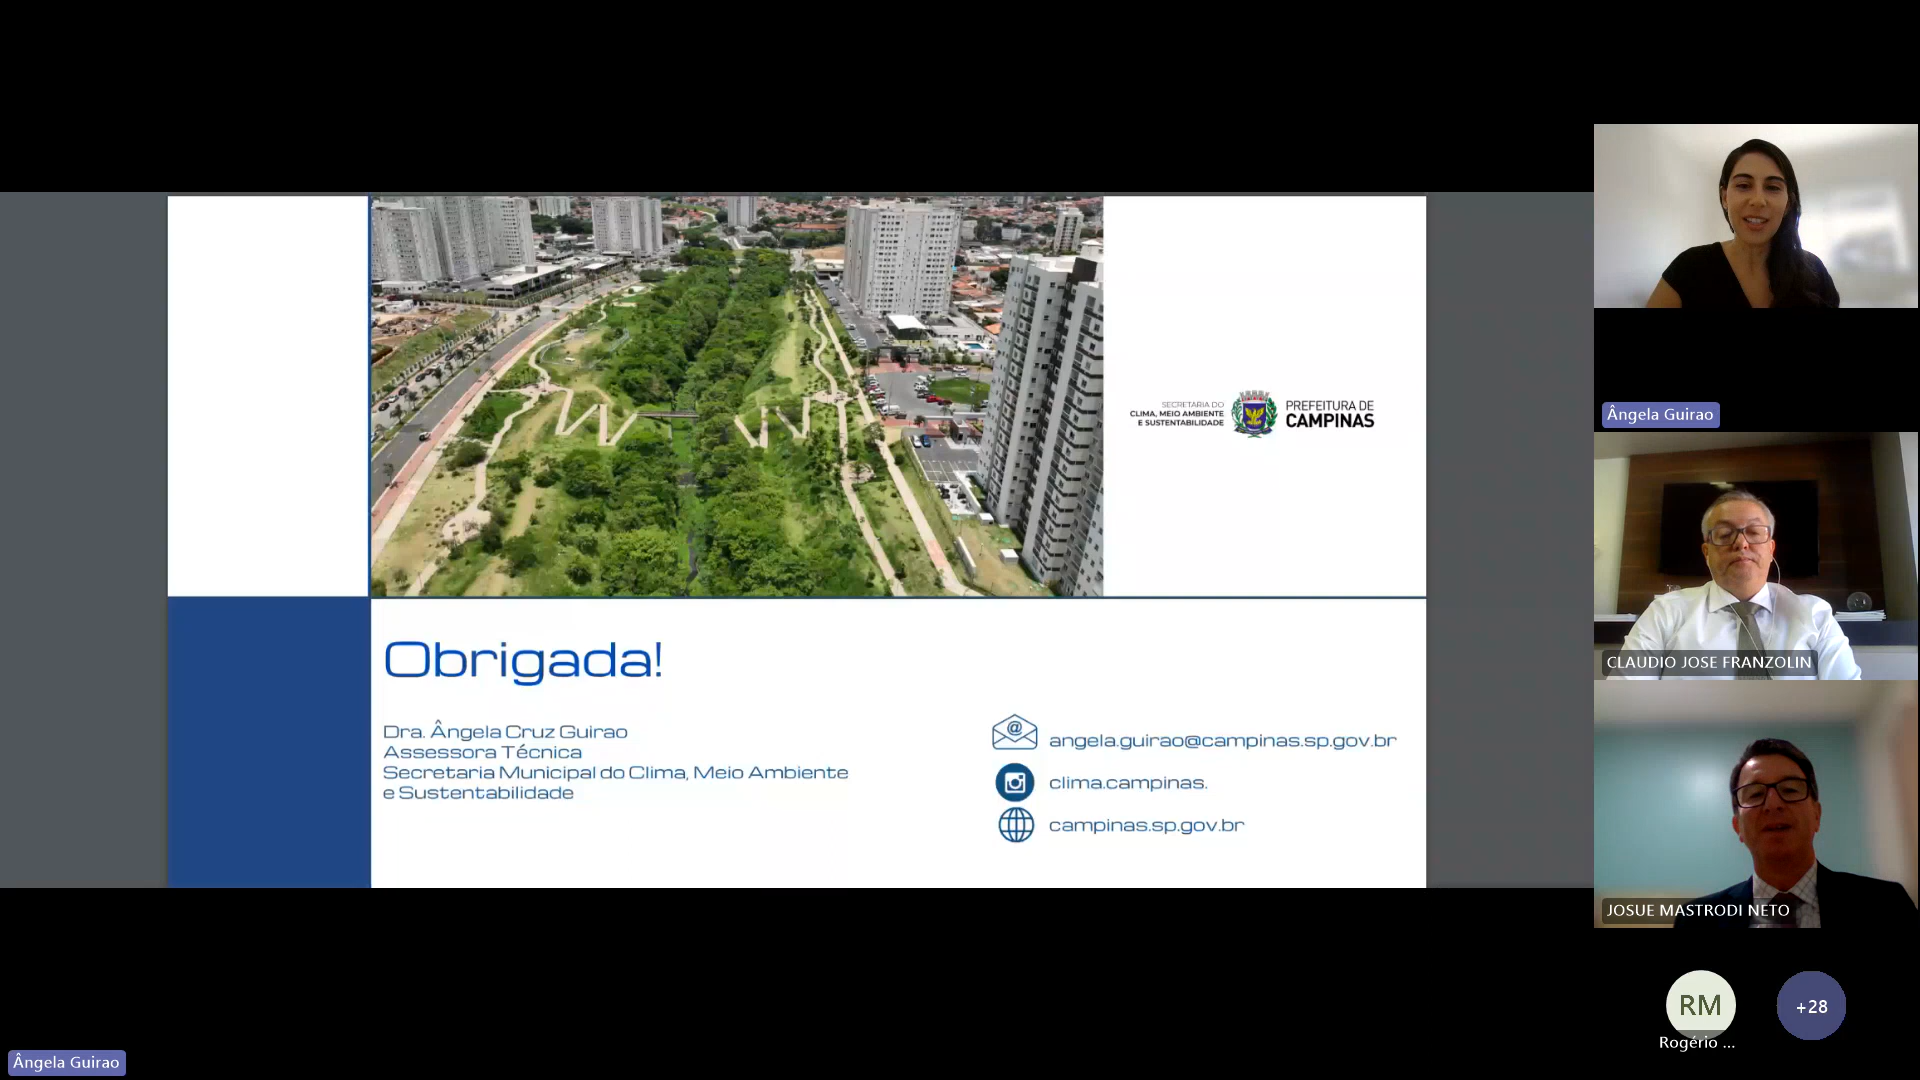 SECRETARIA DO
CLIMA, MEIO AMBIENTE
E SUSTENTABILIDADE
PREFEITURA DE
CAMPINAS
Obrigada!
Dra. Ângela Cruz Guirao
Assessora Técnica
Secretaria Municipal do Clima, Meio Ambiente
e Sustentabilidade
angela.guirao@campinas.sp.gov.br
clima.campinas.
campinas.sp.gov.br
Ângela Guirao
CLAUDIO JOSE FRANZOLIN
JOSUE MASTRODI NETO
RM
Rogério ...
+28
Ângela Guirao